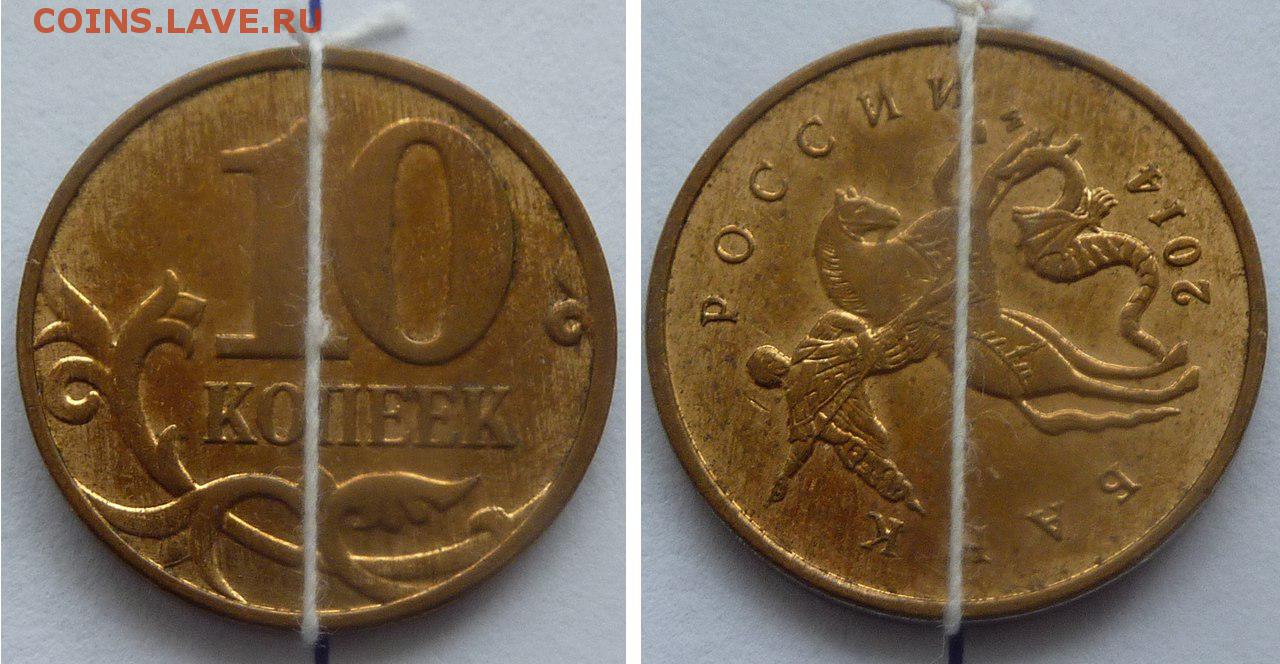 COINS.LAVE.RU
10
КОПЕЕК
БАНК РОССИИ
м
2014